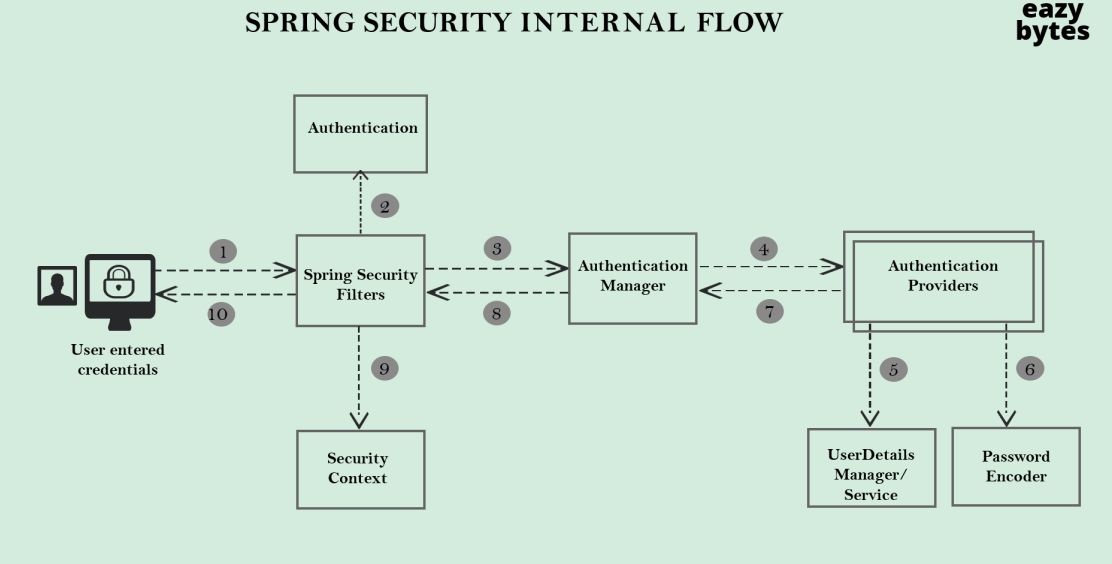 SPRING SECURITY INTERNAL FLOW
eazy
bytes
Authentication
2
1
3
4
Spring Security
Filters
Authentication
Manager
Authentication
Providers
10
8
7
User entered
credentials
9
5
6
Security
Context
UserDetails
Manager/
Service
Password
Encoder